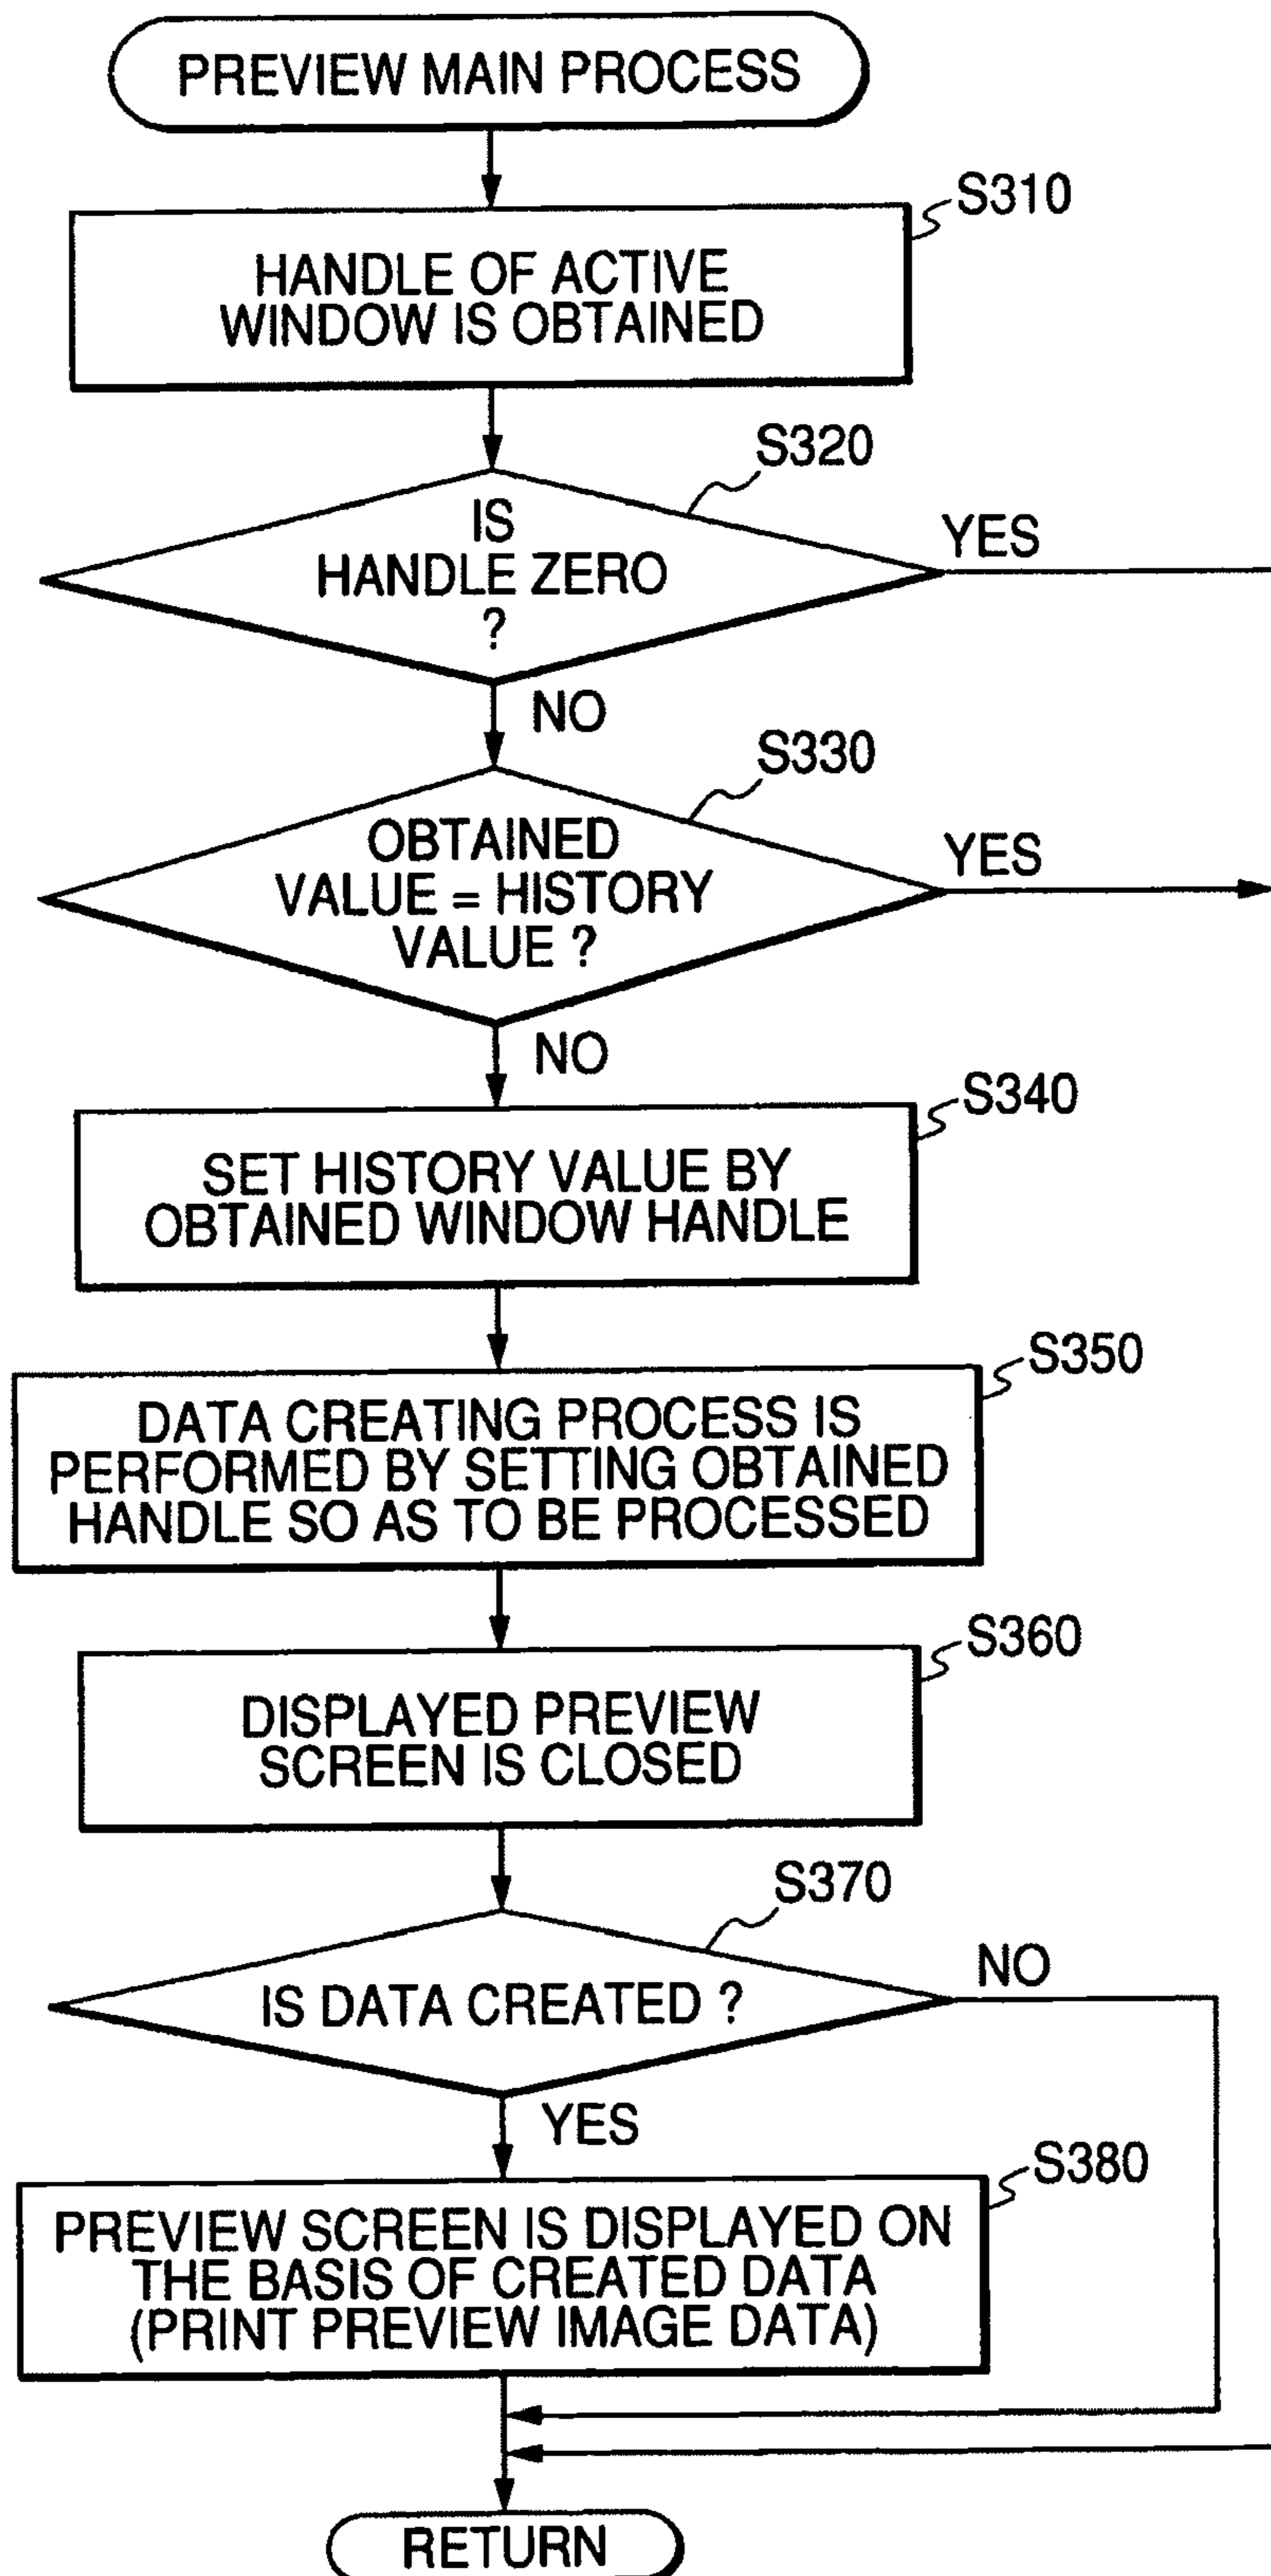 PREVIEW MAIN PROCESS
S310
HANDLE OF ACTIVE
WINDOW IS OBTAINED
S320
IS
HANDLE ZERO
?
YES
NO
S330
OBTAINED
VALUE = HISTORY
VALUE ?
YES
NO
S340
SET HISTORY VALUE BY
OBTAINED WINDOW HANDLE
S350
DATA CREATING PROCESS IS
PERFORMED BY SETTING OBTAINED
HANDLE SO AS TO BE PROCESSED
S360
DISPLAYED PREVIEW
SCREEN IS CLOSED
S370
IS DATA CREATED ?
NO
YES
S380
PREVIEW SCREEN IS DISPLAYED ON
THE BASIS OF CREATED DATA
(PRINT PREVIEW IMAGE DATA)
RETURN